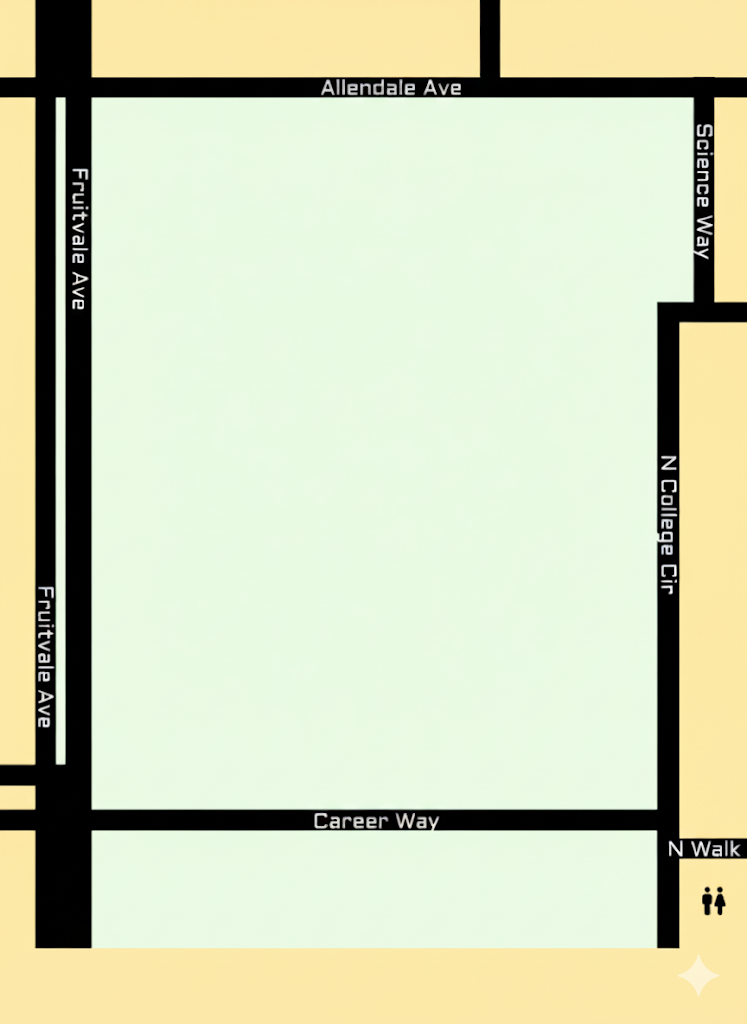 Allendale Ave
Science Way
Fruitvale Ave
N College Cir
Fruitvale Ave
Career Way
N Walk